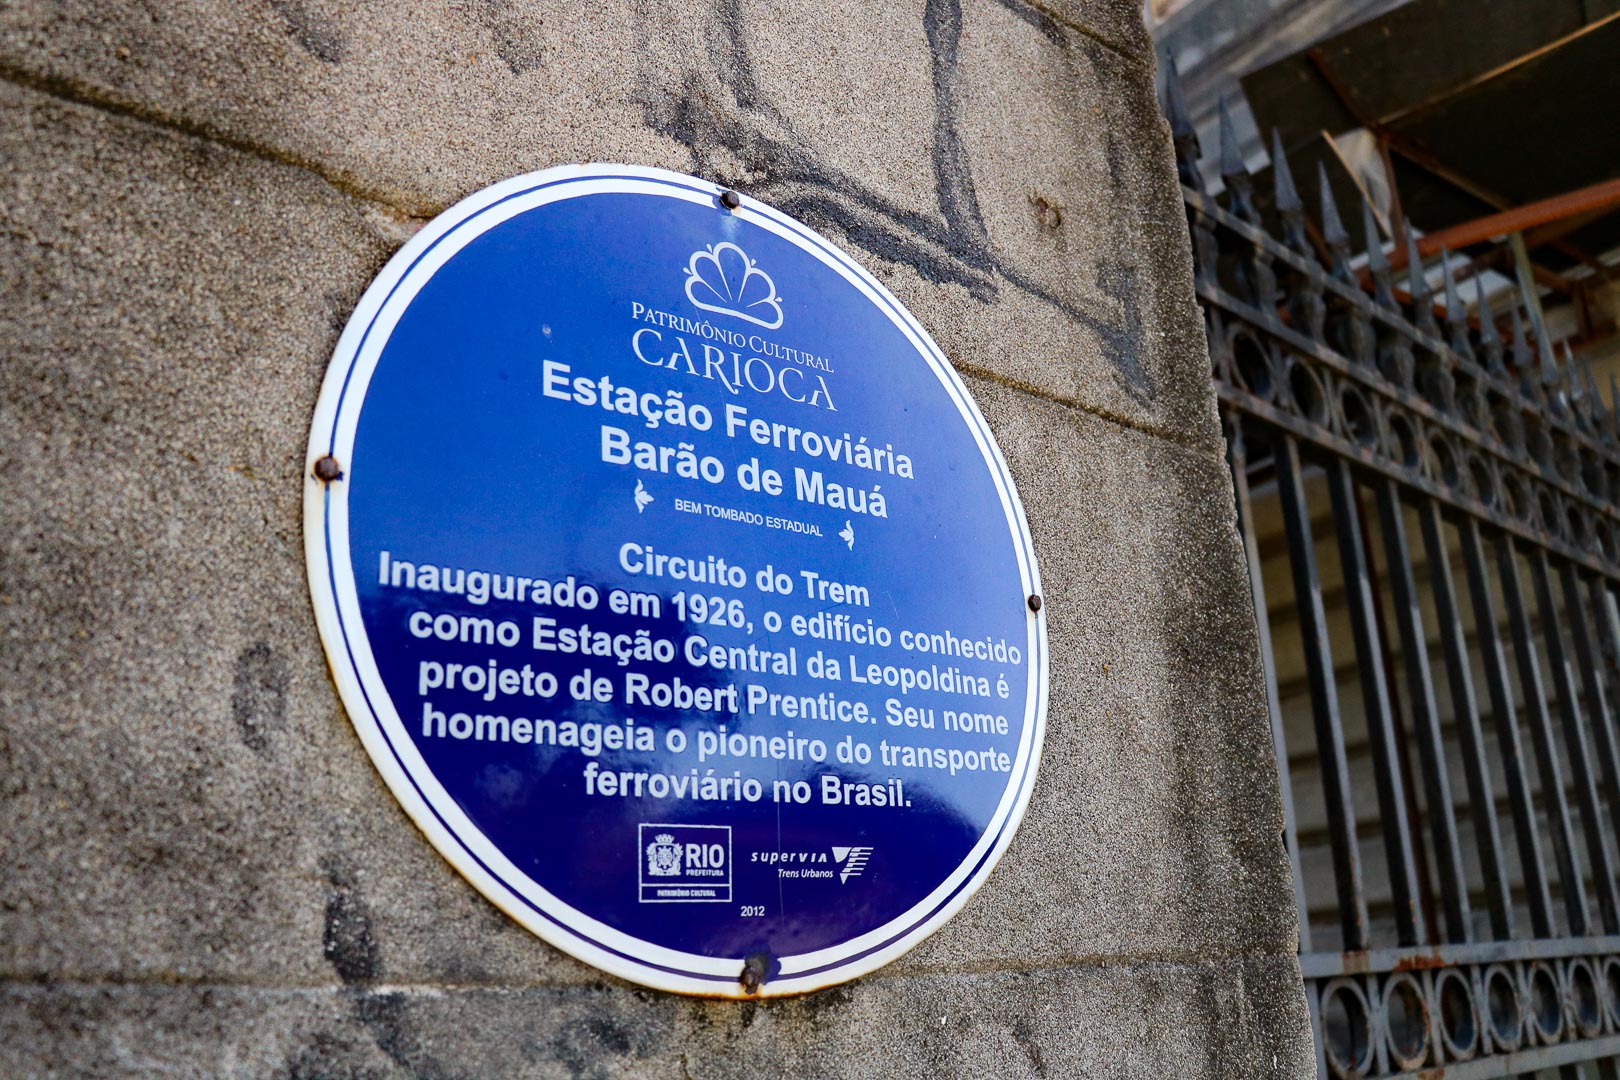 PATRIMÔNIO CULTURAL
CARIOCA
Estação Ferroviária
Barão de Mauá
BEM TOMBADO ESTADUAL
Circuito do Trem
Inaugurado em 1926, o edifício conhecido
como Estação Central da Leopoldina é
projeto de Robert Prentice. Seu nome
homenageia o pioneiro do transporte
ferroviário no Brasil.
RIO
PREFEITURA
PATRIMÔNIO CULTURAL
SUPERVIA
Trens Urbanos
2012